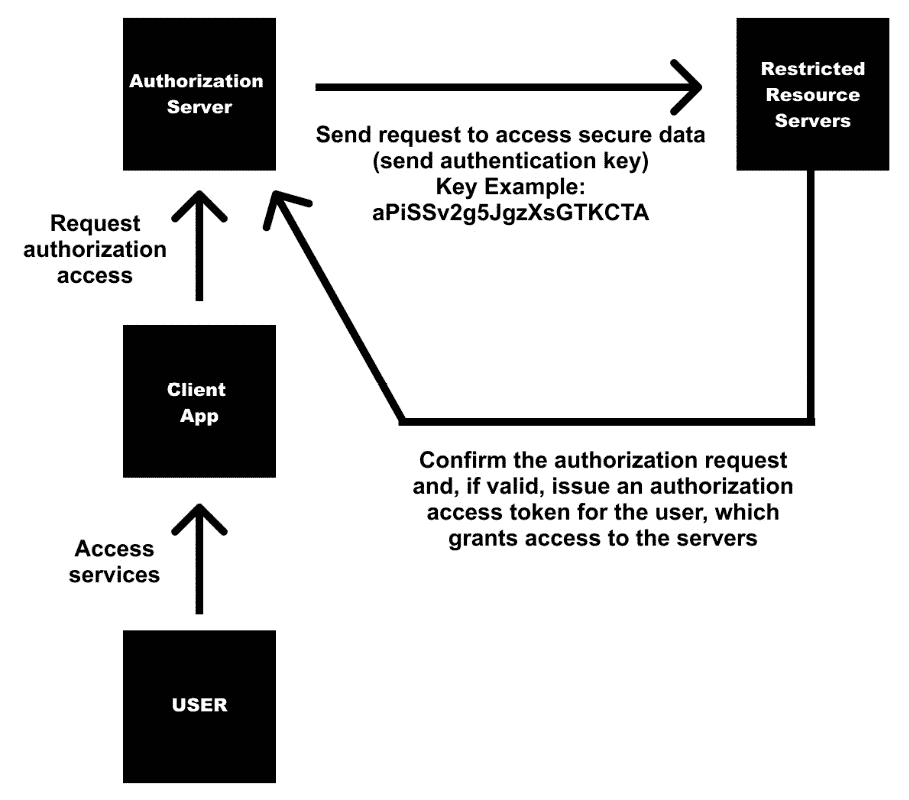 Authorization
Server
Restricted
Resource
Servers
Send request to access secure data
(send authentication key)
Key Example:
aPiSSv2g5JgzXsGTKCTA
Request
authorization
access
Client
App
Confirm the authorization request
and, if valid, issue an authorization
access token for the user, which
grants access to the servers
Access
services
USER